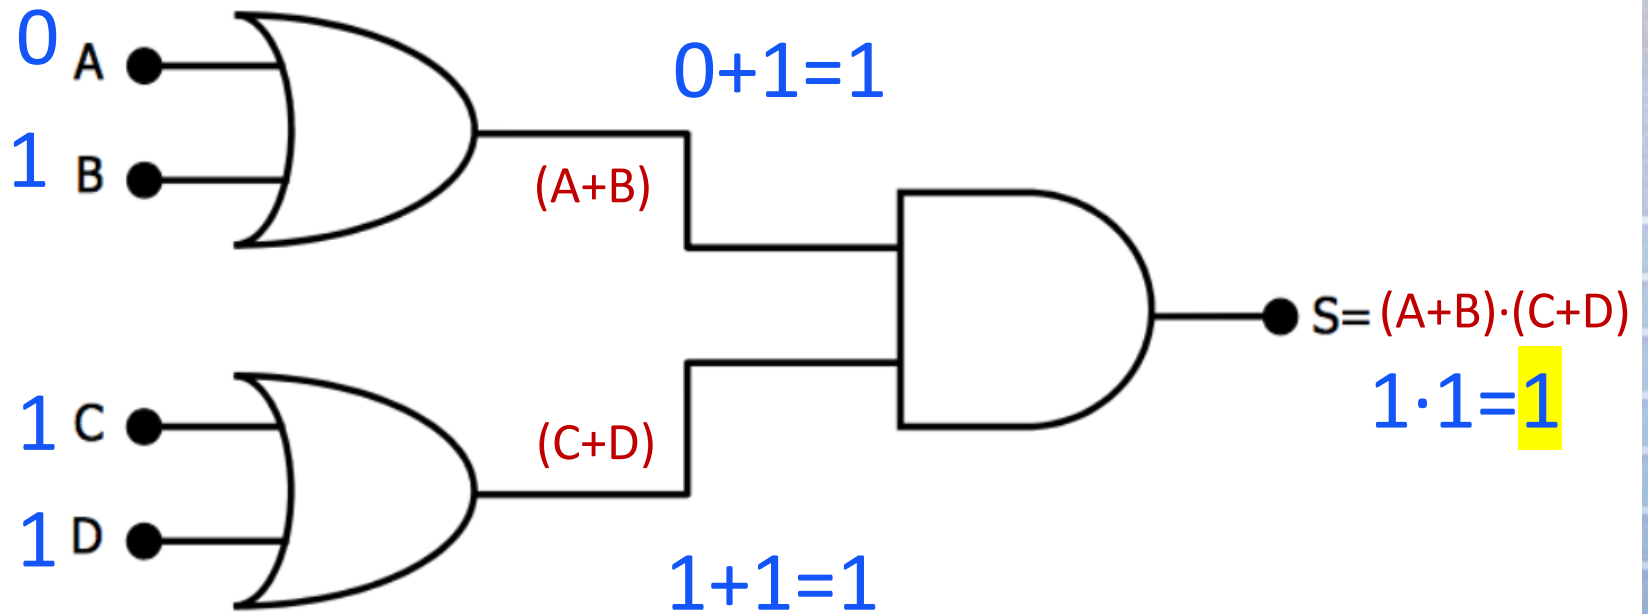 0
A
0+1=1
1
B
(A+B)
S= (A+B)·(C+D)
1·1=1
1
C
(C+D)
1
D
1+1=1